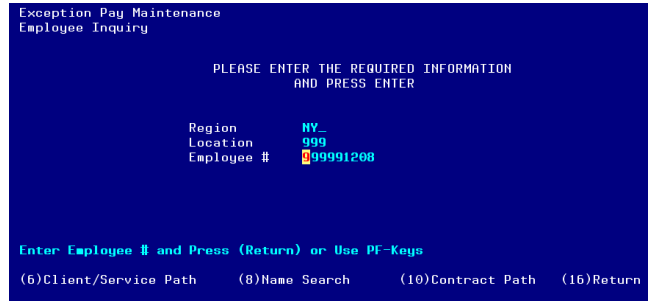 Exception Pay Maintenance
Employee Inquiry
PLEASE ENTER THE REQUIRED INFORMATION
AND PRESS ENTER
Region NY_
Location 999
Employee # 999991208
Enter Employee # and Press (Return) or Use PF-Keys
(6)Client/Service Path (8)Name Search (10)Contract Path (16)Return